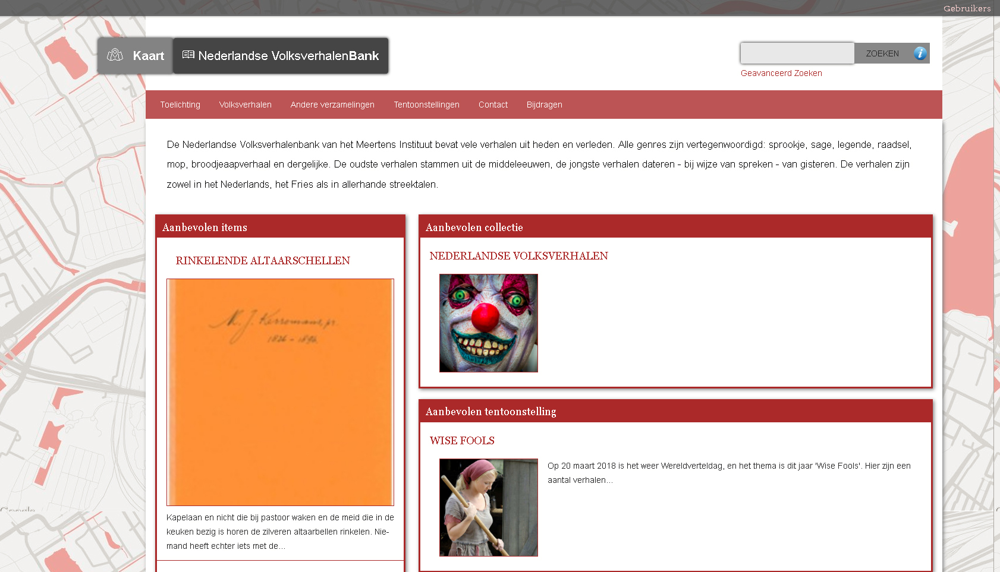 Gebruikers
Kaart
Nederlandse VolksverhalenBank
ZOEKEN
Geavanceerd Zoeken
Toelichting Volksverhalen Andere verzamelingen Tentoonstellingen Contact Bijdragen
De Nederlandse Volksverhalenbank van het Meertens Instituut bevat vele verhalen uit heden en verleden. Alle genres zijn vertegenwoordigd: sprookje, sage, legende, raadsel,
mop, broodjeaapverhaal en dergelijke. De oudste verhalen stammen uit de middeleeuwen, de jongste verhalen dateren - bij wijze van spreken - van gisteren. De verhalen zijn
zowel in het Nederlands, het Fries als in allerhande streektalen.
Aanbevolen items
RINKELENDE ALTAARSCHELLEN
1826 - 1896
Kapelaan en nicht die bij pastoor waken en de meid die in de
keuken bezig is horen de zilveren altaarbellen rinkelen. Nie-
mand heeft echter iets met de...
Aanbevolen collectie
NEDERLANDSE VOLKSVERHALEN
Aanbevolen tentoonstelling
WISE FOOLS
Op 20 maart 2018 is het weer Wereldverteldag, en het thema is dit jaar 'Wise Fools'. Hier zijn een
aantal verhalen...